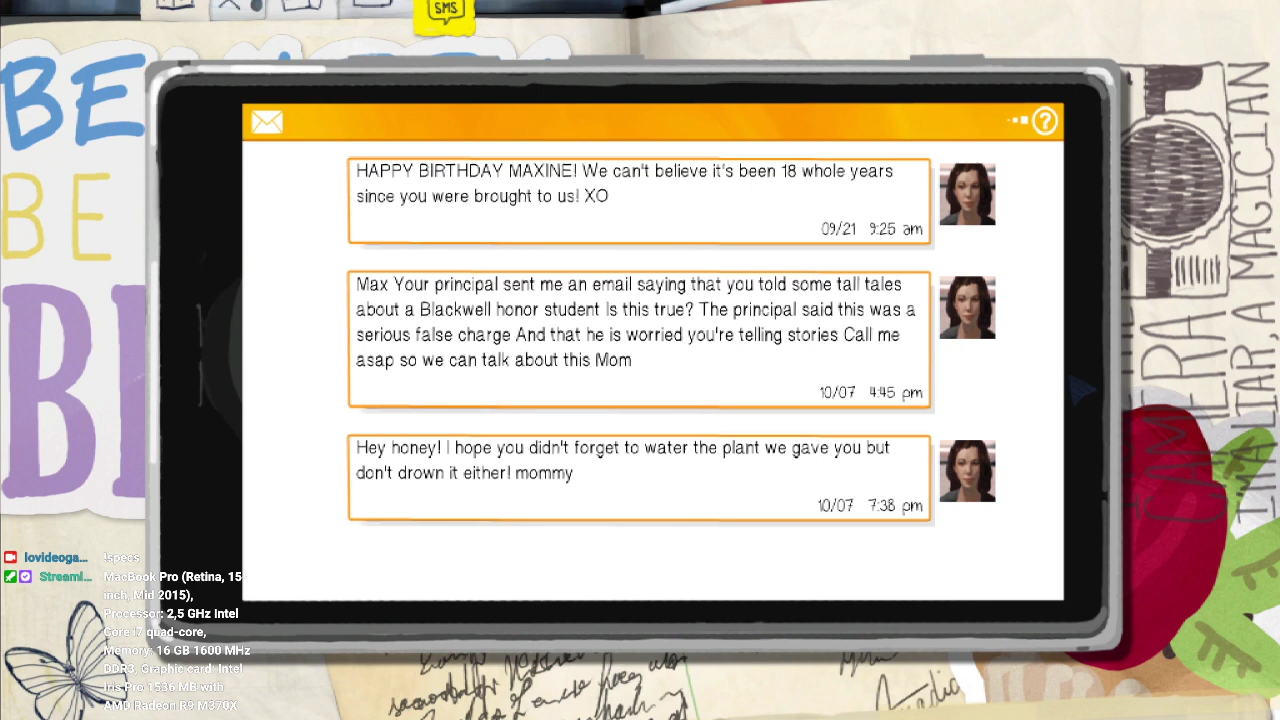 SMS
BE
BE
HAPPY BIRTHDAY MAXINE! We can't believe it's been 18 whole years
since you were brought to us! XO
09/21 9:25 am
Max Your principal sent me an email saying that you told some tall tales
about a Blackwell honor student Is this true? The principal said this was a
serious false charge And that he is worried you're telling stories Call me
asap so we can talk about this Mom
10/07 4:45 pm
Hey honey! I hope you didn't forget to water the plant we gave you but
don't drown it either! mommy
10/07 7:38 pm
?
CAMERA
LIAR, A MAGICIAN
lovideoga... !specs
Streaml... MacBook Pro (Retina, 15
inch, Mid 2015),
Processor: 2,5 GHz Intel
Core i7 quad-core,
Memory: 16 GB 1600 MHz
DDR3, Graphic card: Intel
Iris Pro 1536 MB with
AMD Radeon R9 M370X